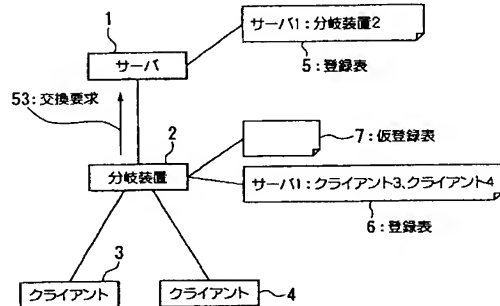 1
サーバ
サーバ1：分岐装置2
5：登録表
53：交換要求
2
分岐装置
7：仮登録表
サーバ1：クライアント3、クライアント4
6：登録表
3
クライアント
クライアント
4